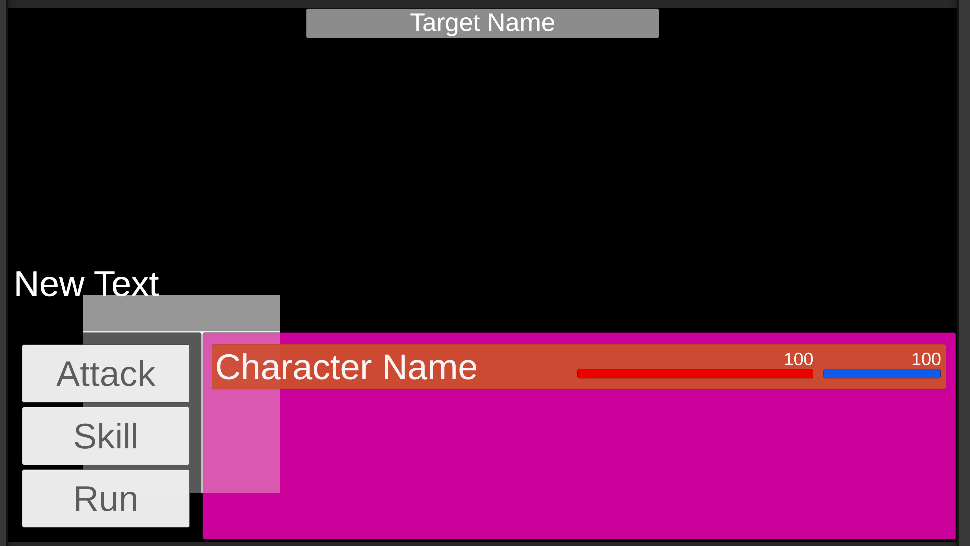 Target Name
New Text
Attack
Skill
Run
Character Name
100
100